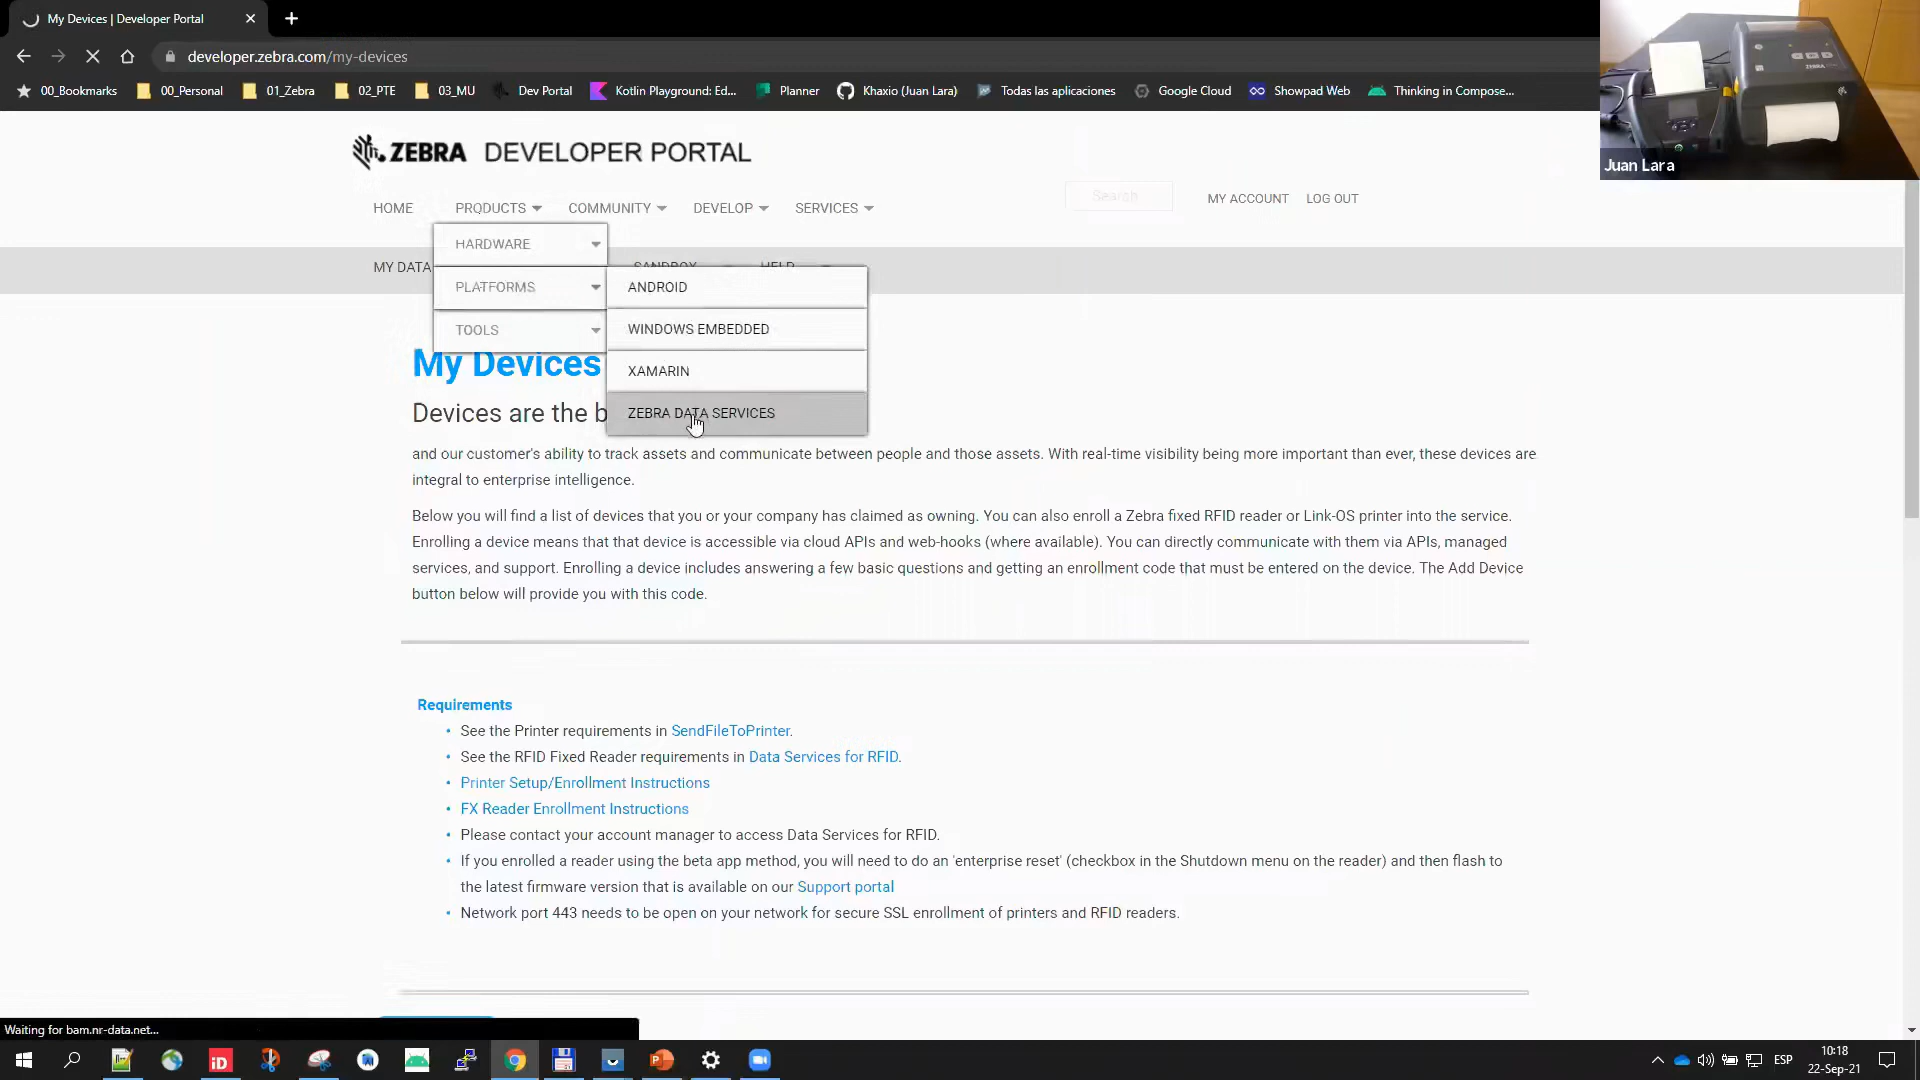 My Devices | Developer Portal
developer.zebra.com/my-devices
00_Bookmarks 00_Personal 01_Zebra 02_PTE 03_MU Dev Portal Kotlin Playground: Ed... Planner Khaxio (Juan Lara) Todas las aplicaciones Google Cloud Showpad Web Thinking in Compose...
ZEBRA
Juan Lara
ZEBRA DEVELOPER PORTAL
Search
MY ACCOUNT LOG OUT
HOME PRODUCTS COMMUNITY DEVELOP SERVICES
HARDWARE
MY DATA SANDBOX HELP
PLATFORMS ANDROID
TOOLS WINDOWS EMBEDDED
My Devices XAMARIN
Devices are the b ZEBRA DATA SERVICES
and our customer's ability to track assets and communicate between people and those assets. With real-time visibility being more important than ever, these devices are
integral to enterprise intelligence.
Below you will find a list of devices that you or your company has claimed as owning. You can also enroll a Zebra fixed RFID reader or Link-OS printer into the service.
Enrolling a device means that that device is accessible via cloud APIs and web-hooks (where available). You can directly communicate with them via APIs, managed
services, and support. Enrolling a device includes answering a few basic questions and getting an enrollment code that must be entered on the device. The Add Device
button below will provide you with this code.
Requirements
• See the Printer requirements in SendFileToPrinter.
• See the RFID Fixed Reader requirements in Data Services for RFID.
• Printer Setup/Enrollment Instructions
• FX Reader Enrollment Instructions
• Please contact your account manager to access Data Services for RFID.
• If you enrolled a reader using the beta app method, you will need to do an 'enterprise reset' (checkbox in the Shutdown menu on the reader) and then flash to
the latest firmware version that is available on our Support portal
• Network port 443 needs to be open on your network for secure SSL enrollment of printers and RFID readers.
Waiting for bam.nr-data.net...
iD
ESP
10:18
22-Sep-21